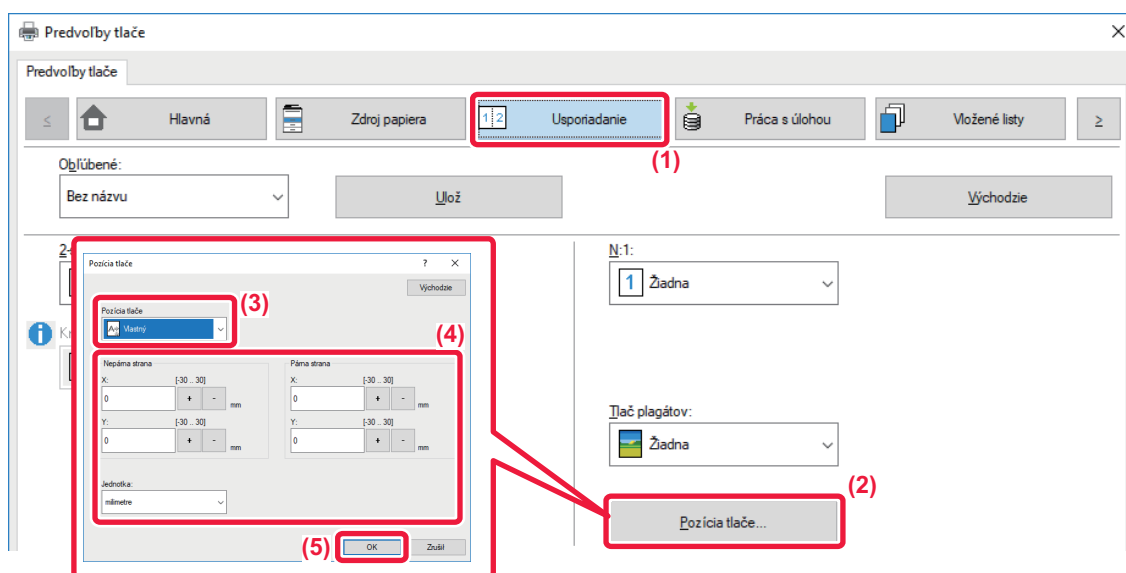 Predvoľby tlače
Predvoľby tlače
<
Hlavná
Zdroj papiera
1 2 Usporiadanie
Práca s úlohou
Vložené listy
>
(1)
Obľúbené:
Bez názvu
Ulož
Východzie
2-
N:1:
1 Žiadna
Pozícia tlače
? ×
Východzie
Pozícia tlače
Vlastný
(3)
(4)
Nepárna strana
X: [-30 .. 30]
0 + - mm
Y: [-30 .. 30]
0 + - mm
Párna strana
X: [-30 .. 30]
0 + - mm
Y: [-30 .. 30]
0 + - mm
Jednotka:
milimetre
(5)
OK
Zrušiť
Tlač plagátov:
Žiadna
(2)
Pozícia tlače...